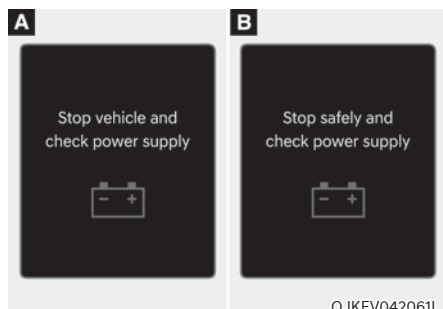 A
Stop vehicle and
check power supply
B
Stop safely and
check power supply
OJKEV042061L